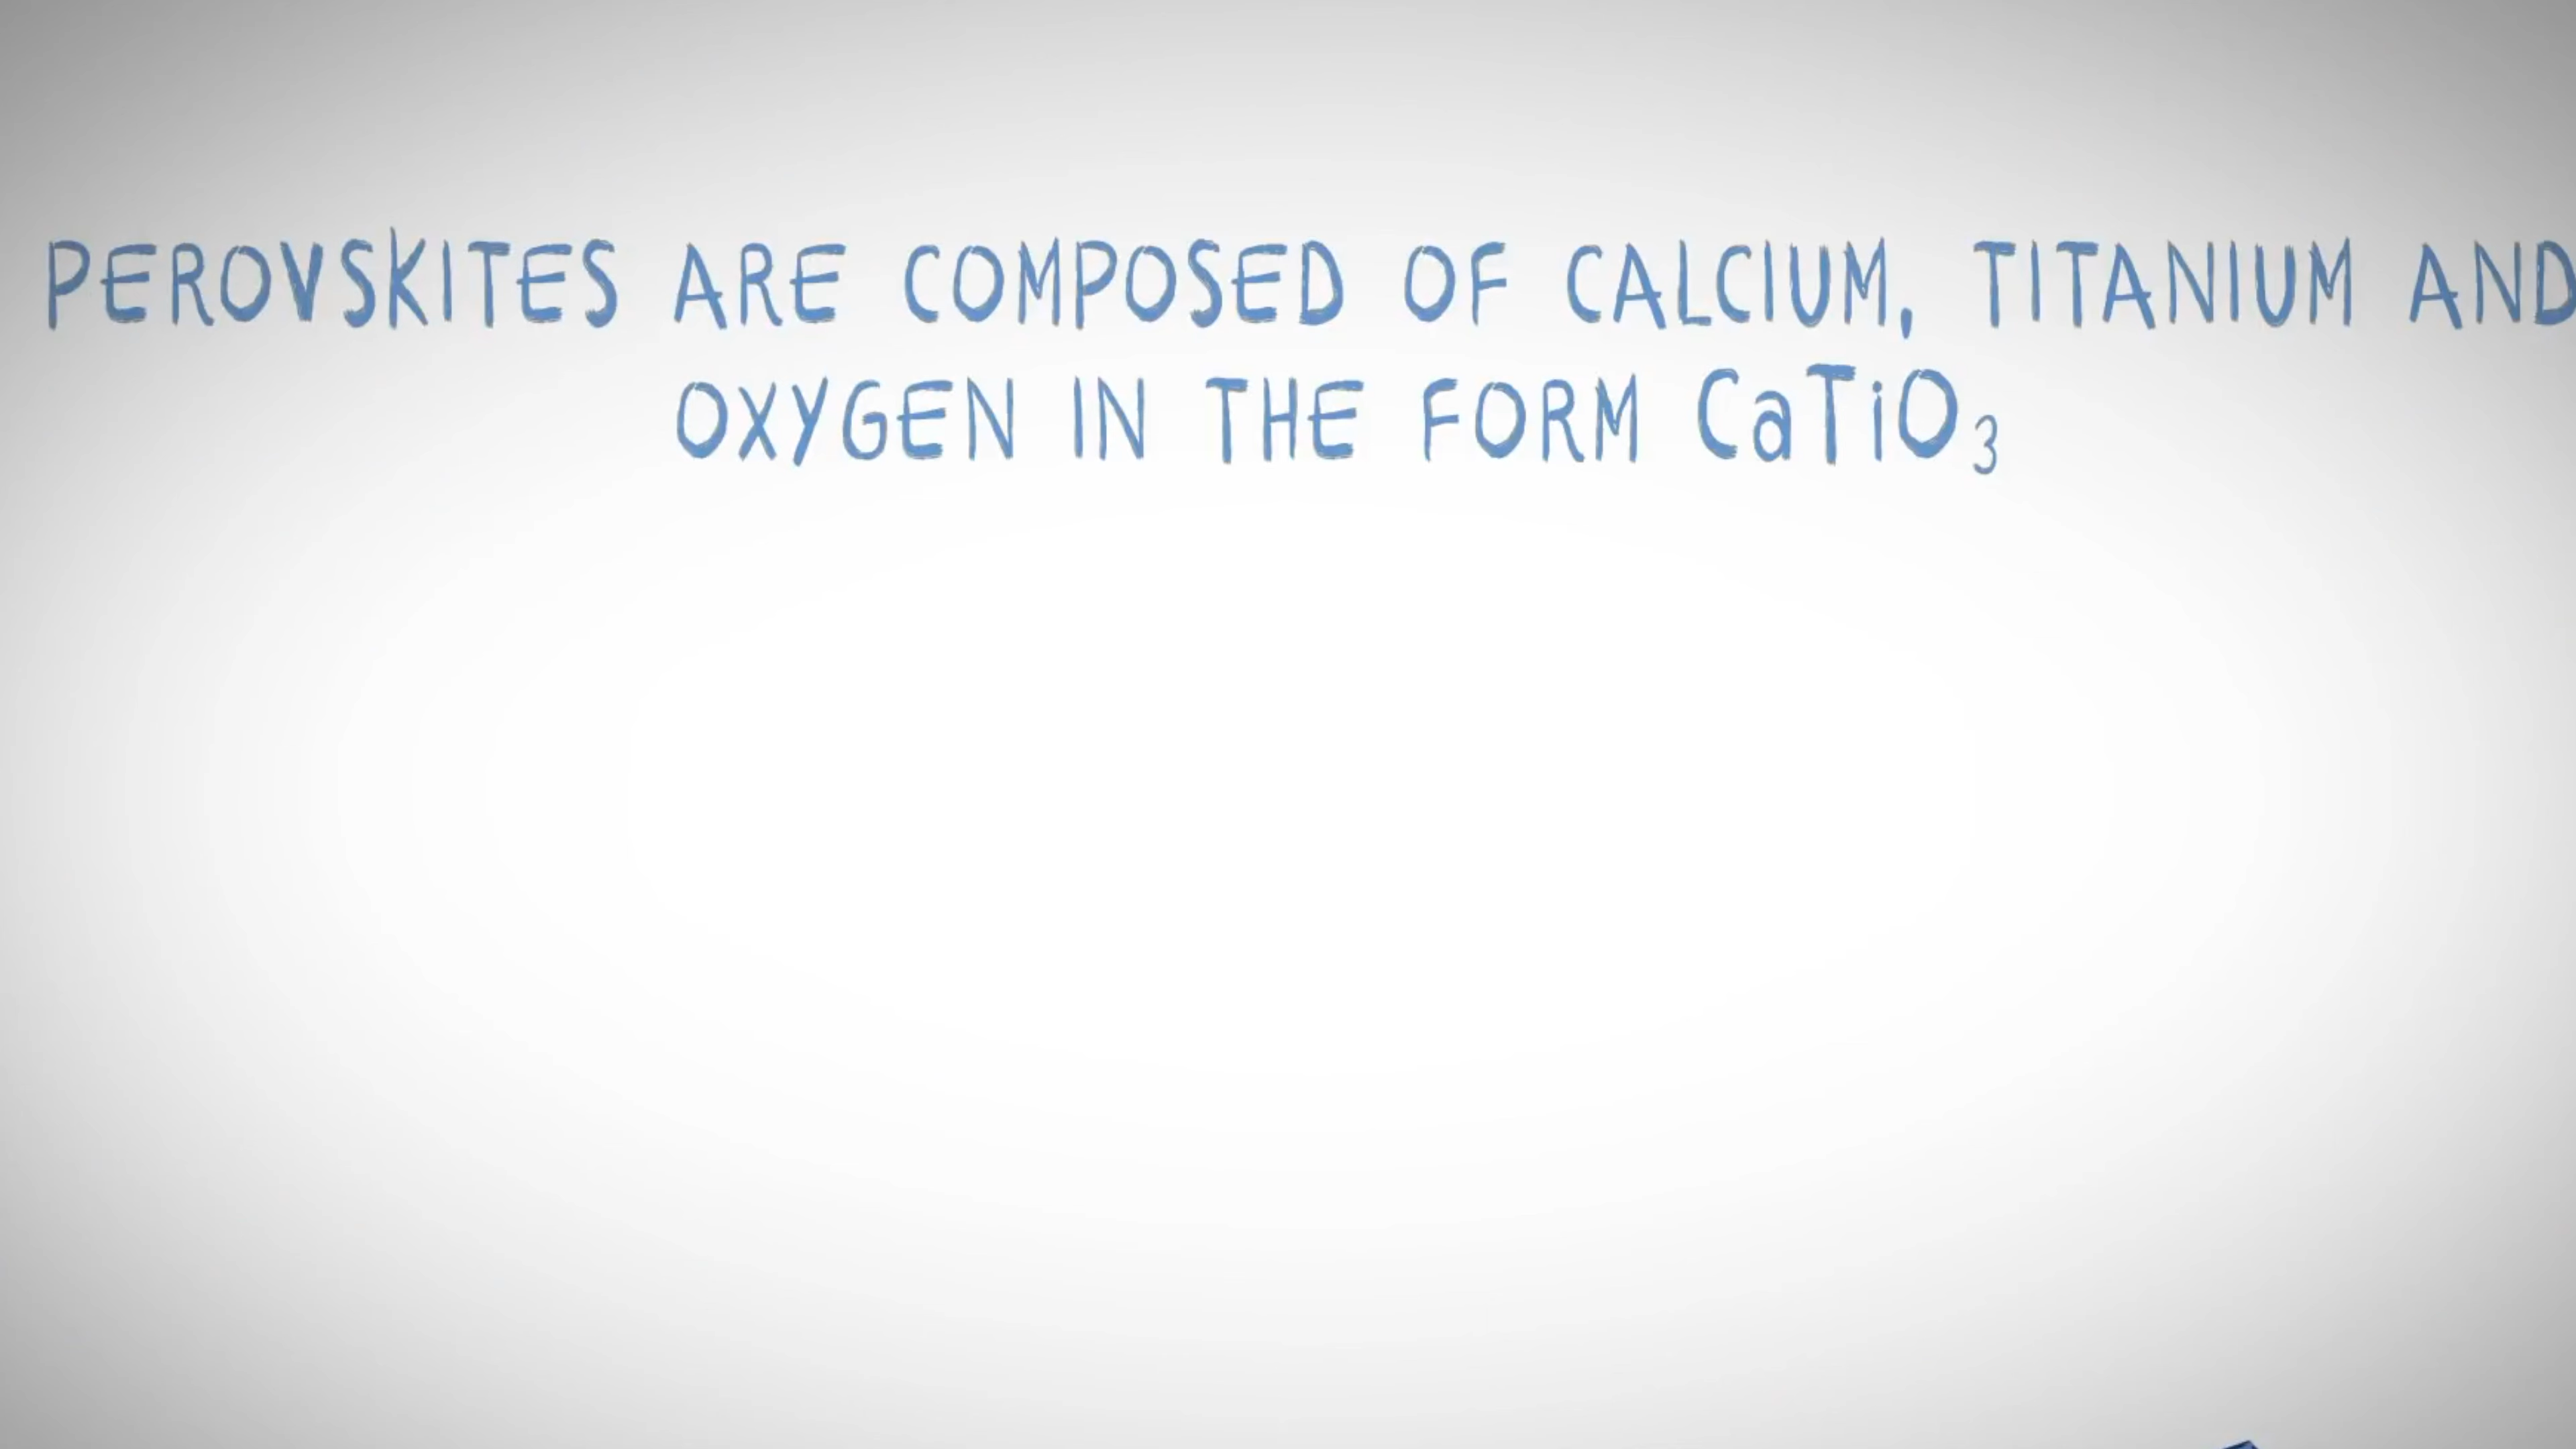 PEROVSKITES ARE COMPOSED OF CALCIUM, TITANIUM AND
OXYGEN IN THE FORM CaTiO₃